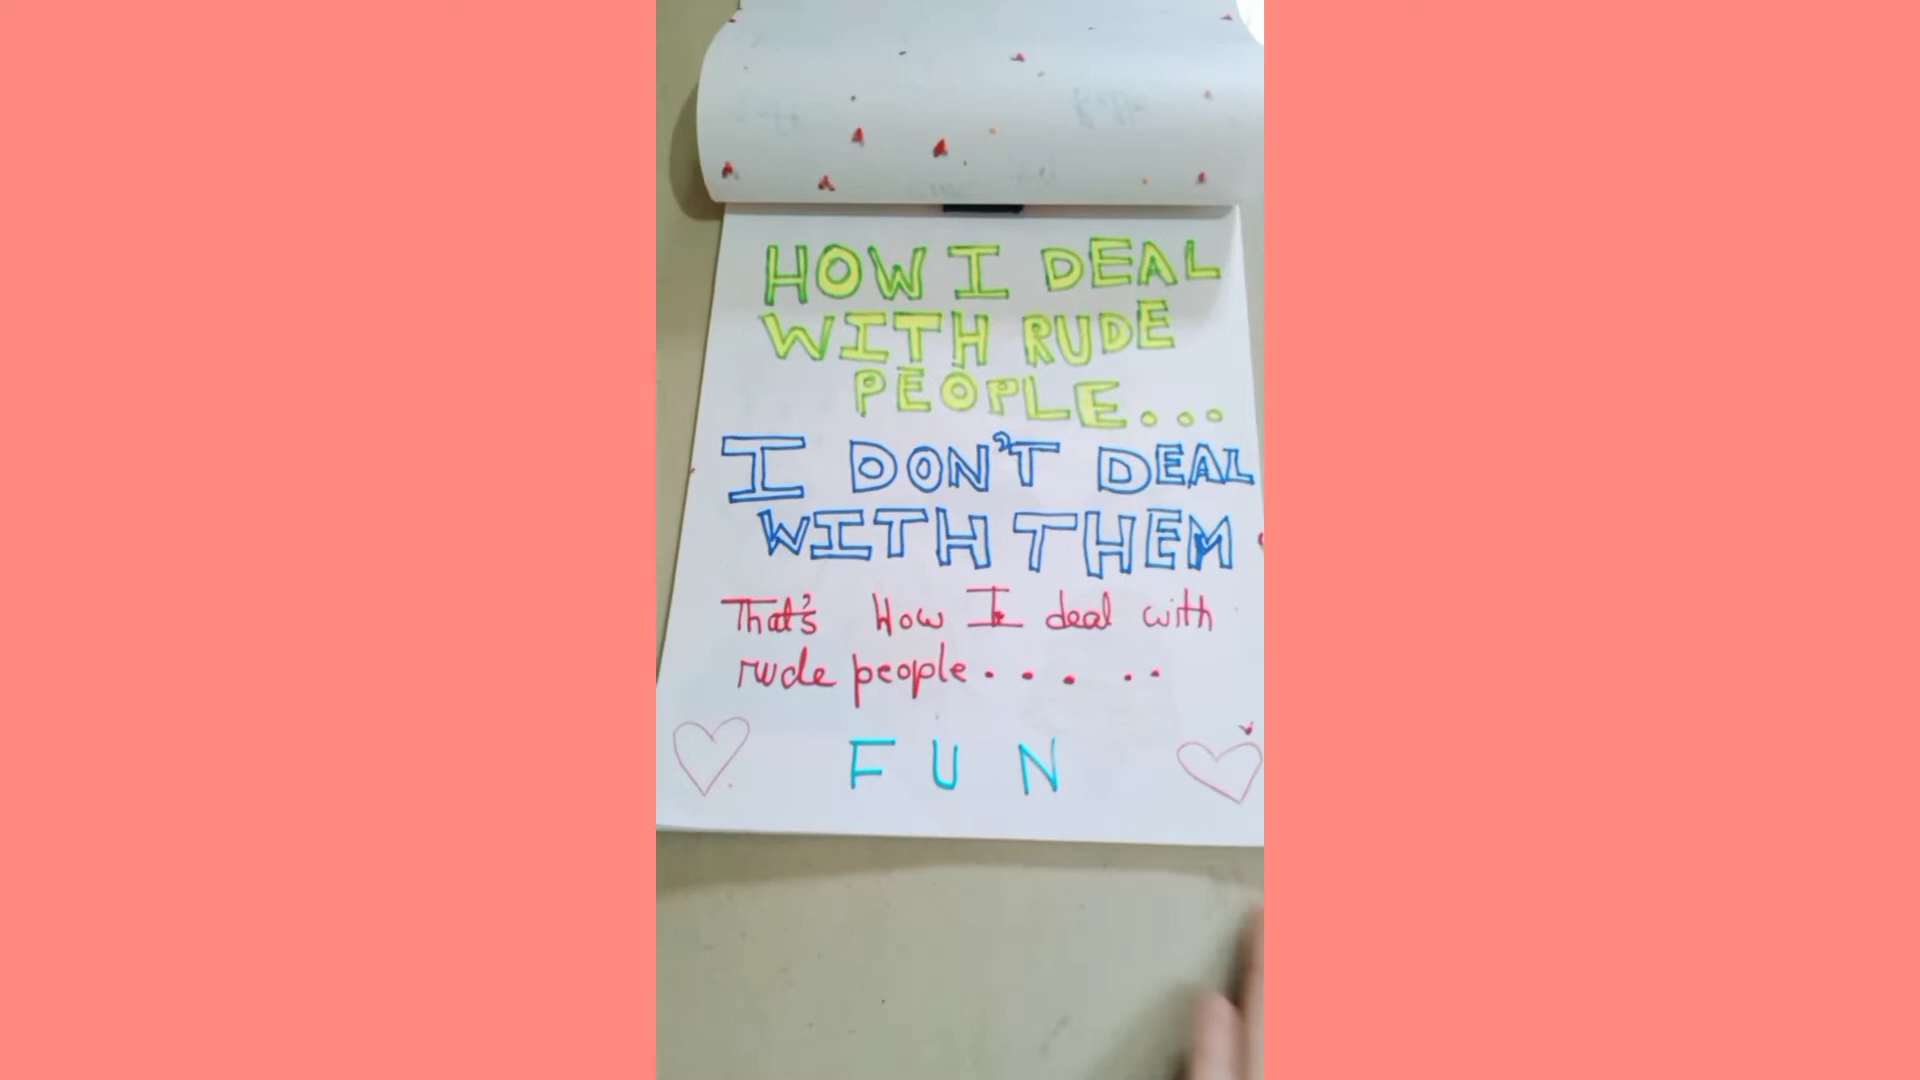 HOW I DEAL
WITH RUDE
PEOPLE...
I DON'T DEAL
WITH THEM
That's How I deal with
rude people.....
FUN